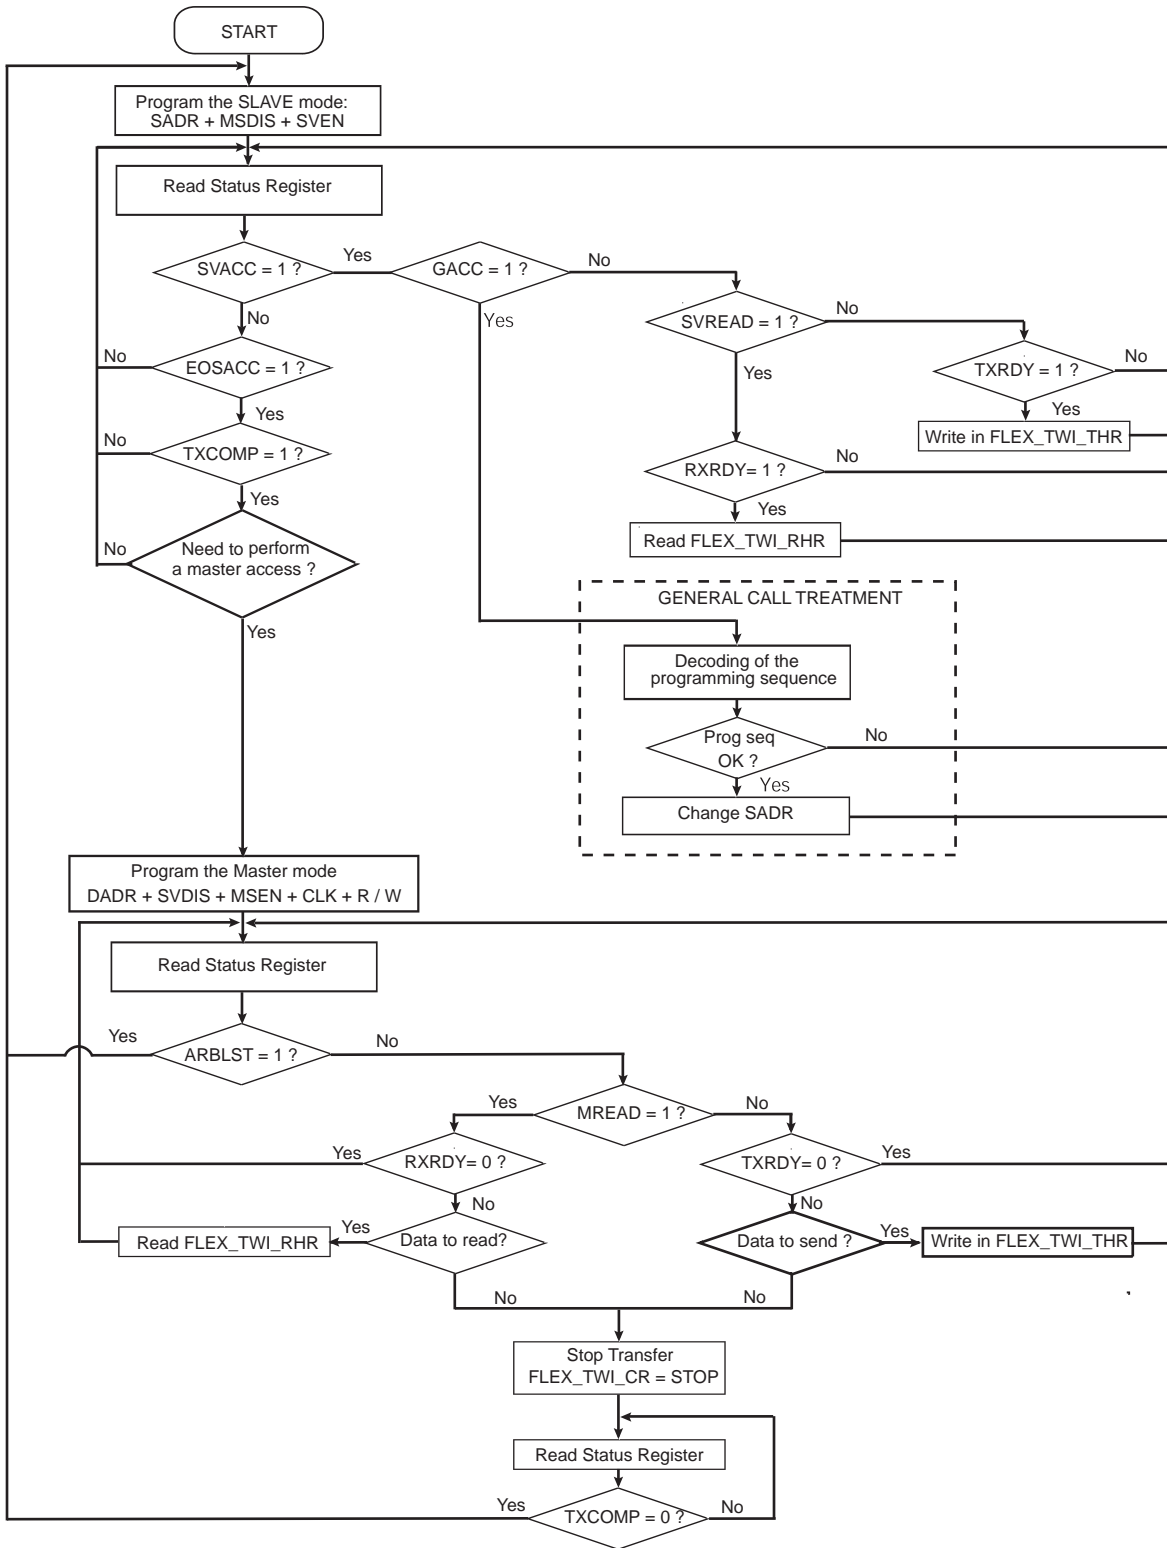 START
Program the SLAVE mode:
SADR + MSDIS + SVEN
Read Status Register
SVACC = 1 ?
Yes
GACC = 1 ?
No
No
Yes
SVREAD = 1 ?
No
No
EOSACC = 1 ?
Yes
TXRDY = 1 ?
No
Yes
Yes
Write in FLEX_TWI_THR
No
TXCOMP = 1 ?
RXRDY= 1 ?
No
Yes
Yes
Read FLEX_TWI_RHR
No
Need to perform
a master access ?
Yes
GENERAL CALL TREATMENT
Decoding of the
programming sequence
Prog seq
OK ?
No
Yes
Change SADR
Program the Master mode
DADR + SVDIS + MSEN + CLK + R / W
Read Status Register
Yes
ARBLST = 1 ?
No
Yes
MREAD = 1 ?
No
Yes
RXRDY= 0 ?
TXRDY= 0 ?
Yes
No
No
Read FLEX_TWI_RHR
Yes
Data to read?
Data to send ?
Yes
Write in FLEX_TWI_THR
No
No
Stop Transfer
FLEX_TWI_CR = STOP
Read Status Register
Yes
TXCOMP = 0 ?
No